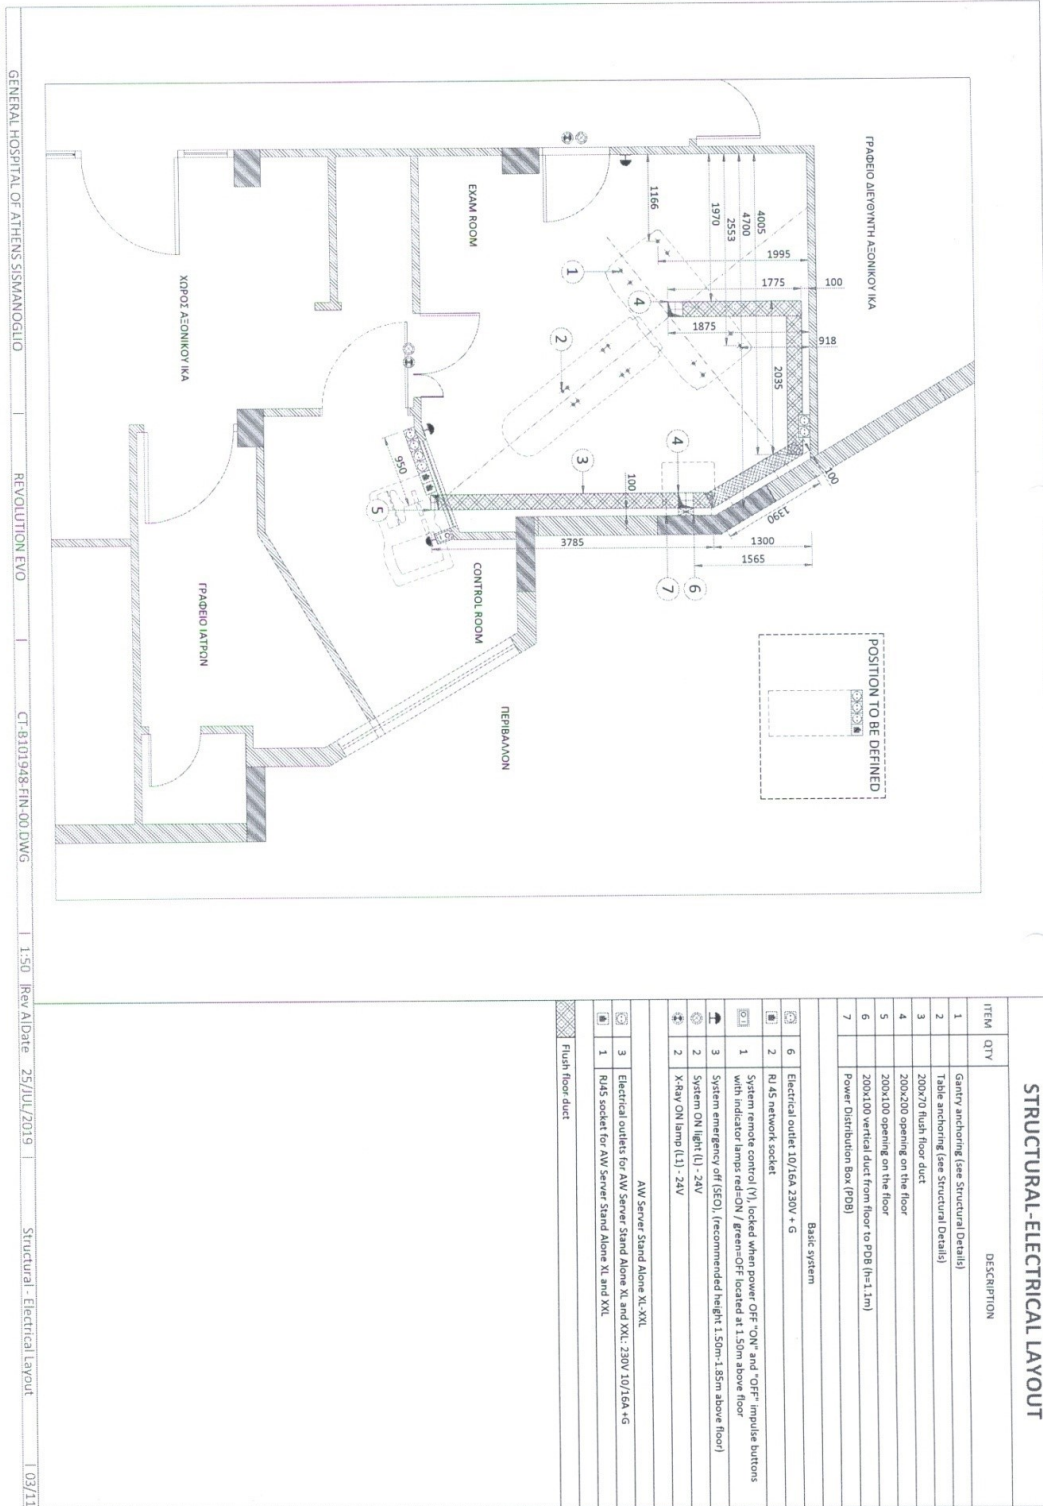 STRUCTURAL-ELECTRICAL LAYOUT
ITEM QTY DESCRIPTION
1 Gantry anchoring (see Structural Details)
2 Table anchoring (see Structural Details)
3 200x70 flush floor duct
4 200x200 opening on the floor
5 200x100 opening on the floor
6 200x100 vertical duct from floor to PDB (h=1.1m)
7 Power Distribution Box (PDB)
Basic system
6 Electrical outlet 10/16A 230V + G
2 RJ 45 network socket
1 System remote control (Y), locked when power OFF "ON" and "OFF" impulse buttons
with indicator lamps red=ON / green=OFF located at 1.50m above floor
3 System emergency off (SEO), (recommended height 1.50m-1.85m above floor)
2 System ON light (L) - 24V
2 X-Ray ON lamp (L1) - 24V
AW Server Stand Alone XL-XXL
3 Electrical outlets for AW Server Stand Alone XL and XXL: 230V 10/16A +G
1 RJ45 socket for AW Server Stand Alone XL and XXL
Flush floor duct
ΓΡΑΦΕΙΟ ΔΙΕΥΘΥΝΤΗ ΑΞΟΝΙΚΟΥ ΙΚΑ
POSITION TO BE DEFINED
4005
4700
2553
1970
1166
1995
1775
100
1875
918
2035
100
1390
1300
1565
3785
100
950
1
2
3
4
4
5
6
7
EXAM ROOM
CONTROL ROOM
ΠΕΡΙΒΑΛΛΟΝ
ΧΩΡΟΣ ΑΞΟΝΙΚΟΥ ΙΚΑ
ΓΡΑΦΕΙΟ ΙΑΤΡΩΝ
GENERAL HOSPITAL OF ATHENS SISMANOGLIO | REVOLUTION EVO | CT-B101948-FIN-00.DWG | 1:50 |Rev A|Date 25/JUL/2019 | Structural - Electrical Layout | 03/11